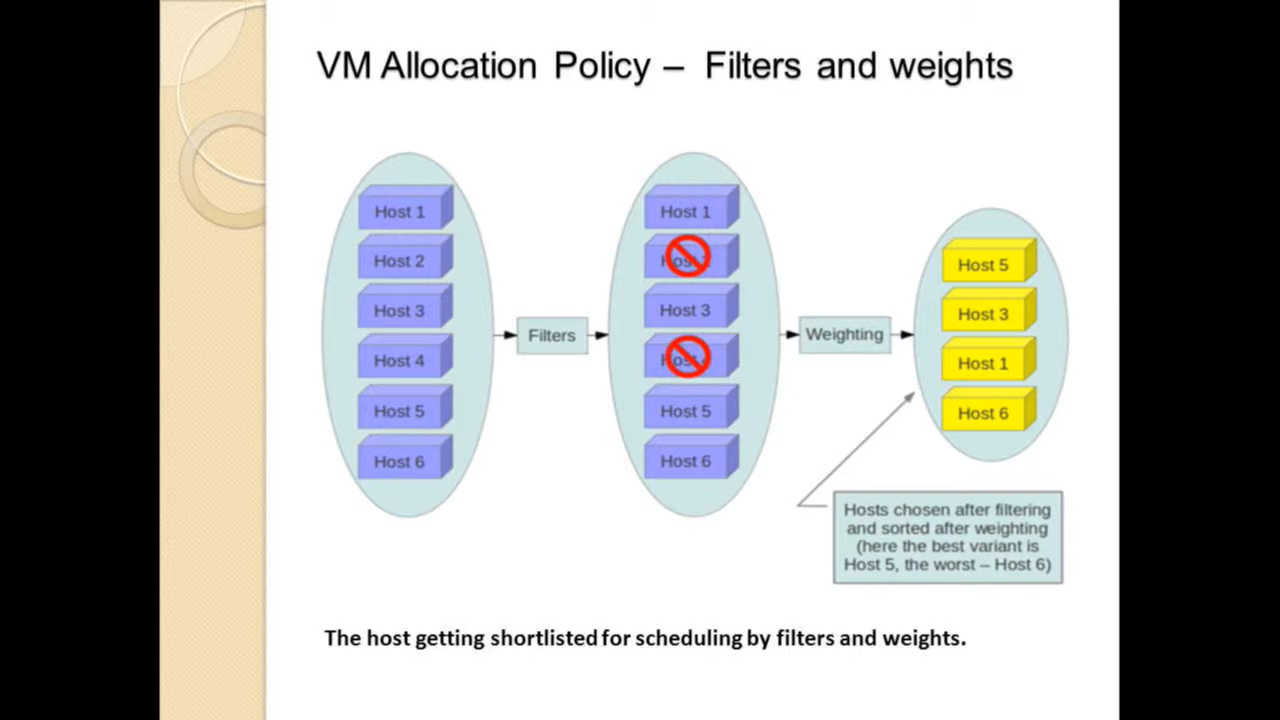 VM Allocation Policy – Filters and weights
Host 1
Host 2
Host 3
Host 4
Host 5
Host 6
Filters
Host 1
Host 3
Host 5
Host 6
Weighting
Host 5
Host 3
Host 1
Host 6
Hosts chosen after filtering
and sorted after weighting
(here the best variant is
Host 5, the worst – Host 6)
The host getting shortlisted for scheduling by filters and weights.